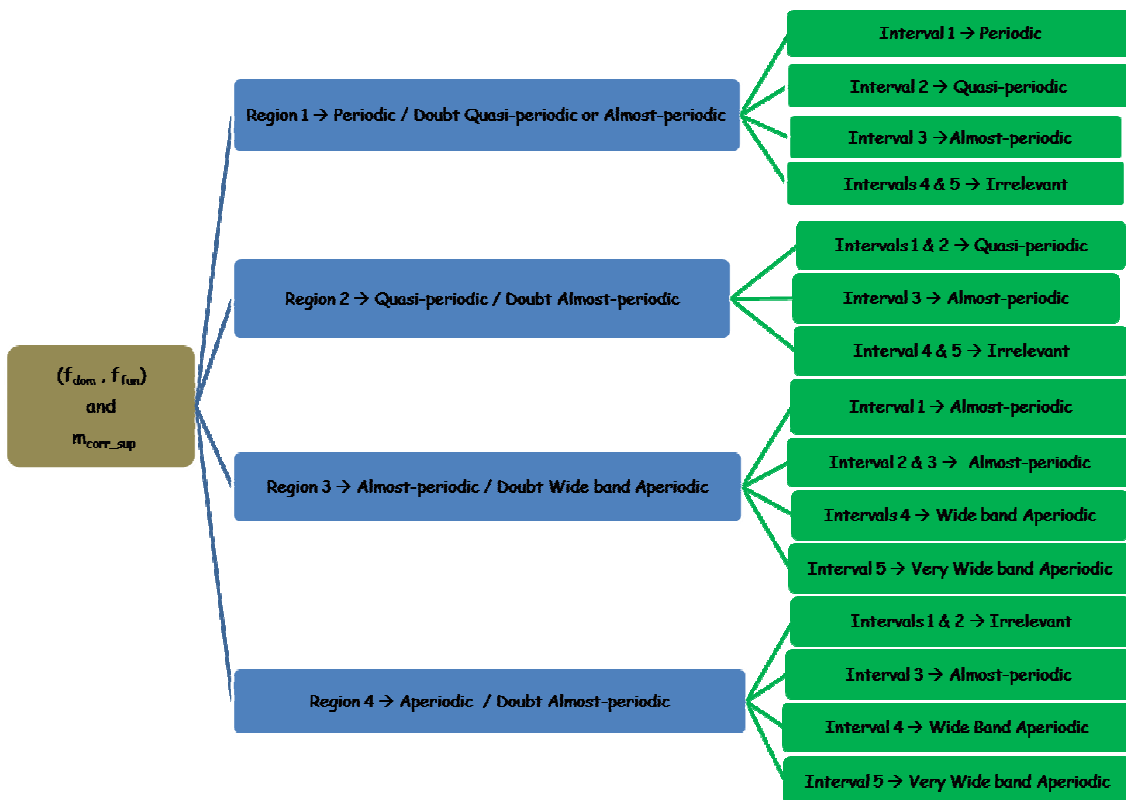 (f_dom , f_fun)
and
m_corr_sup
Region 1 → Periodic / Doubt Quasi-periodic or Almost-periodic
Interval 1 → Periodic
Interval 2 → Quasi-periodic
Interval 3 →Almost-periodic
Intervals 4 & 5 → Irrelevant
Region 2 → Quasi-periodic / Doubt Almost-periodic
Intervals 1 & 2 → Quasi-periodic
Interval 3 → Almost-periodic
Interval 4 & 5 → Irrelevant
Region 3 → Almost-periodic / Doubt Wide band Aperiodic
Interval 1 → Almost-periodic
Interval 2 & 3 → Almost-periodic
Intervals 4 → Wide band Aperiodic
Interval 5 → Very Wide band Aperiodic
Region 4 → Aperiodic / Doubt Almost-periodic
Intervals 1 & 2 → Irrelevant
Interval 3 → Almost-periodic
Interval 4 → Wide Band Aperiodic
Interval 5 → Very Wide band Aperiodic